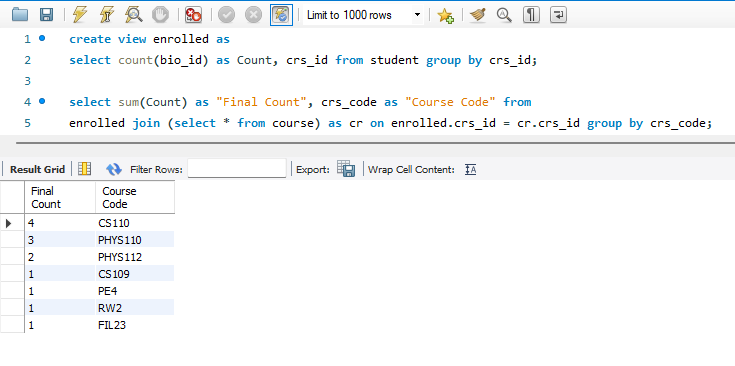 Limit to 1000 rows
1 create view enrolled as
2 select count(bio_id) as Count, crs_id from student group by crs_id;
3
4 select sum(Count) as "Final Count", crs_code as "Course Code" from
5 enrolled join (select * from course) as cr on enrolled.crs_id = cr.crs_id group by crs_code;
Result Grid Filter Rows: Export: Wrap Cell Content: IA
Final Course
Count Code
4 CS110
3 PHYS110
2 PHYS112
1 CS109
1 PE4
1 RW2
1 FIL23